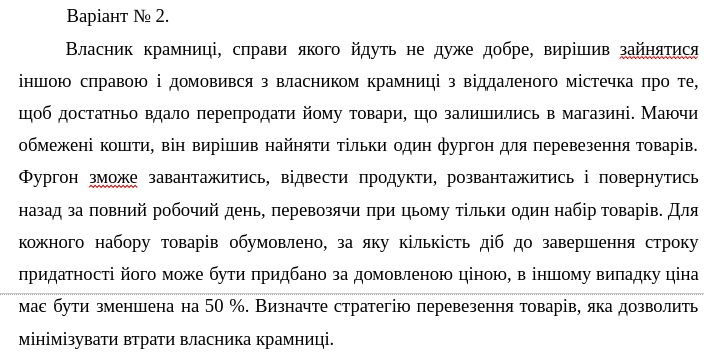 Варіант № 2.
Власник крамниці, справи якого йдуть не дуже добре, вирішив зайнятися
іншою справою і домовився з власником крамниці з віддаленого містечка про те,
щоб достатньо вдало перепродати йому товари, що залишились в магазині. Маючи
обмежені кошти, він вирішив найняти тільки один фургон для перевезення товарів.
Фургон зможе завантажитись, відвести продукти, розвантажитись і повернутись
назад за повний робочий день, перевозячи при цьому тільки один набір товарів. Для
кожного набору товарів обумовлено, за яку кількість діб до завершення строку
придатності його може бути придбано за домовленою ціною, в іншому випадку ціна
має бути зменшена на 50 %. Визначте стратегію перевезення товарів, яка дозволить
мінімізувати втрати власника крамниці.